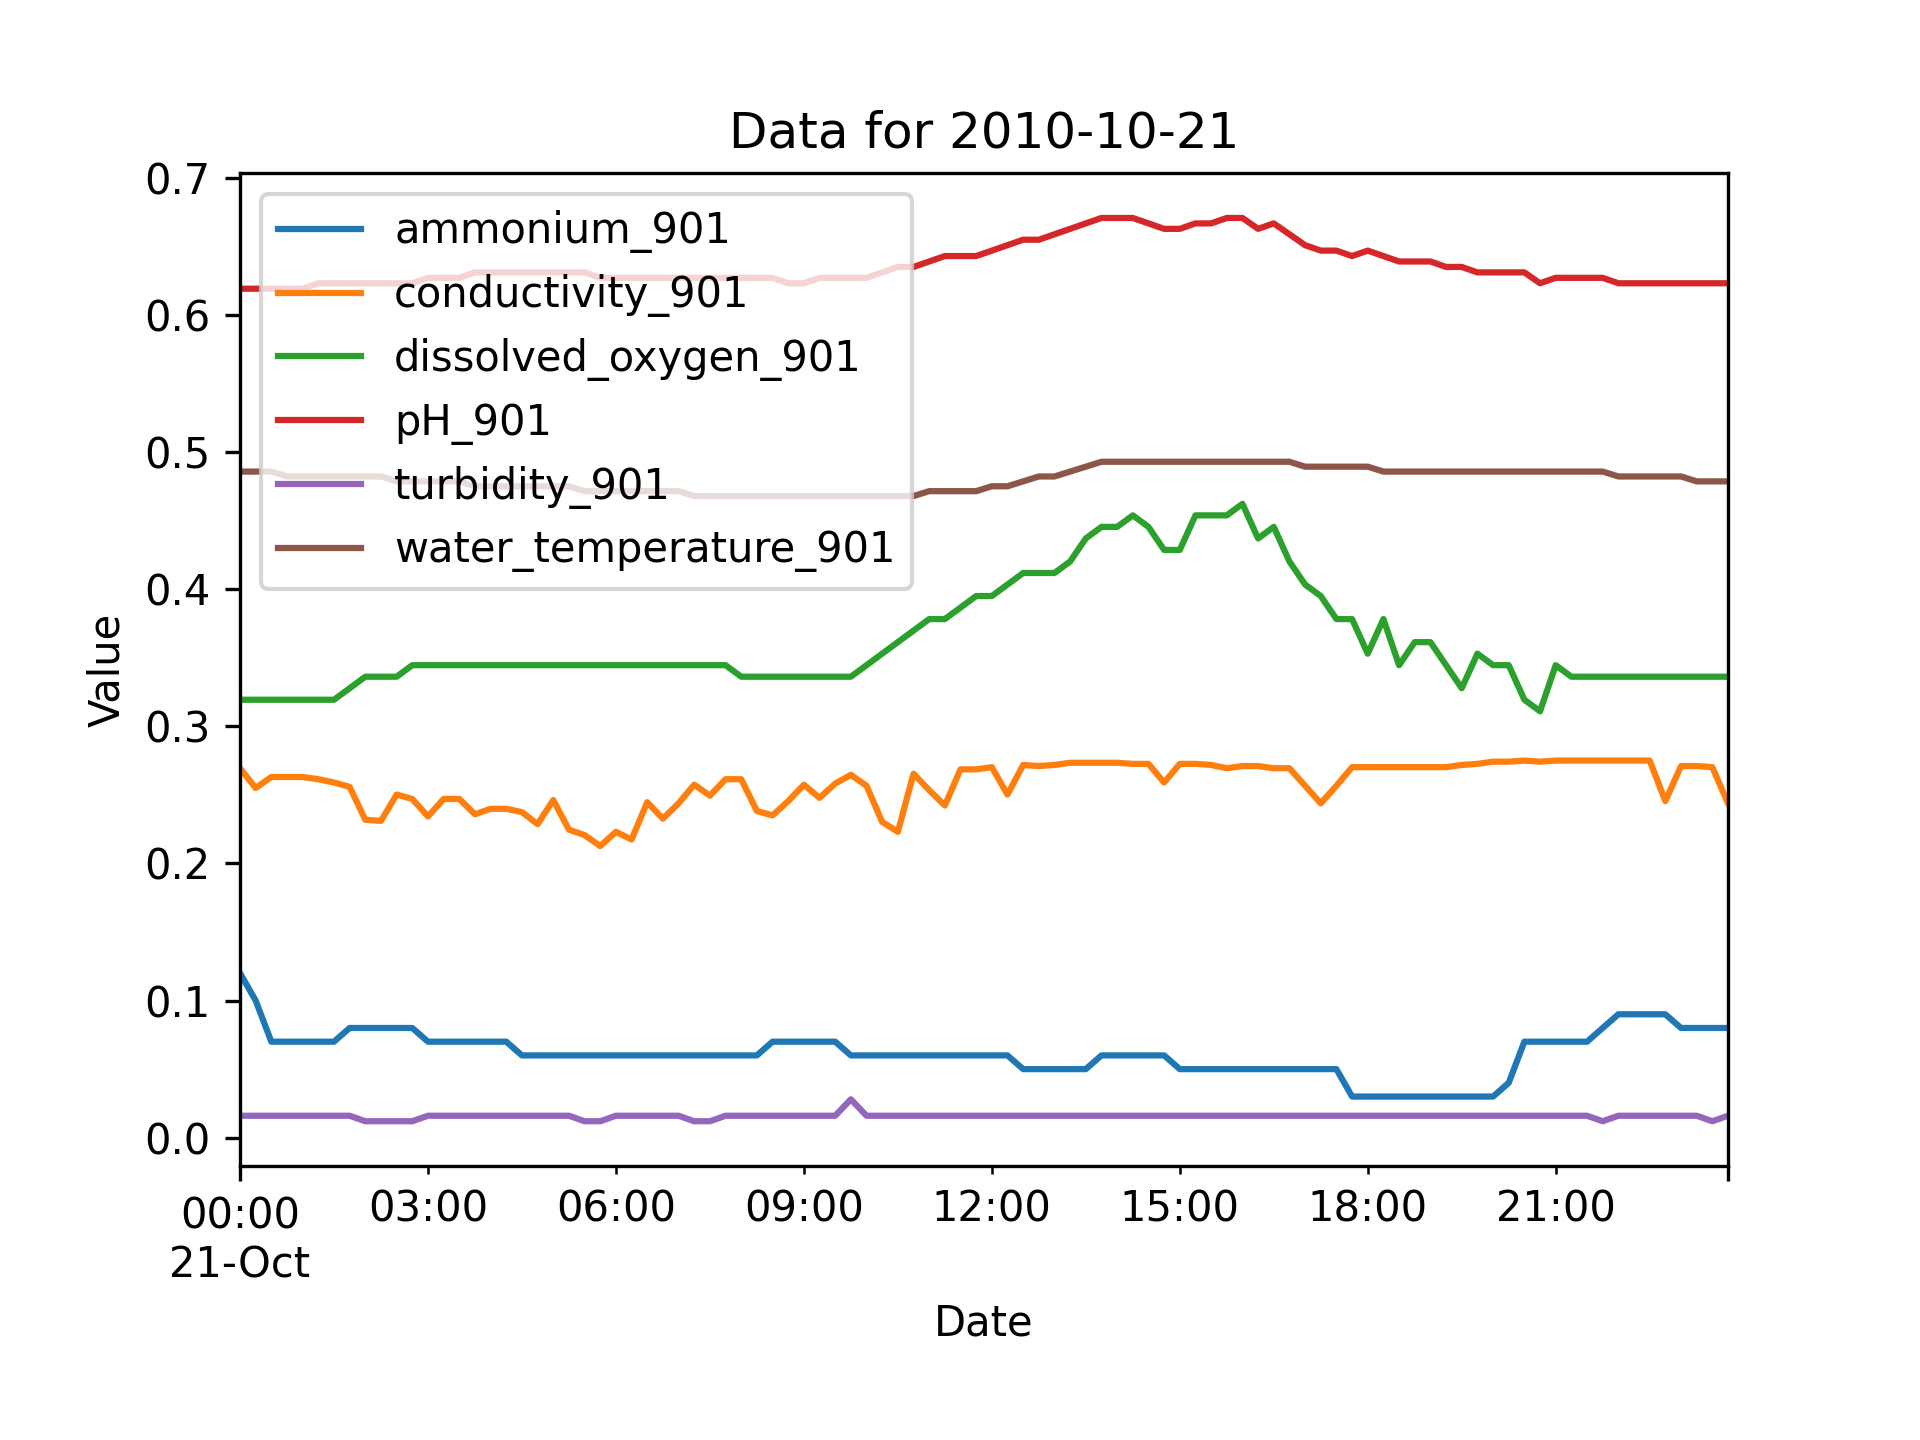 Data for 2010-10-21
0.7
0.6
0.5
0.4
0.3
0.2
0.1
0.0
Value
ammonium_901
conductivity_901
dissolved_oxygen_901
pH_901
turbidity_901
water_temperature_901
00:00 03:00 06:00 09:00 12:00 15:00 18:00 21:00
21-Oct
Date